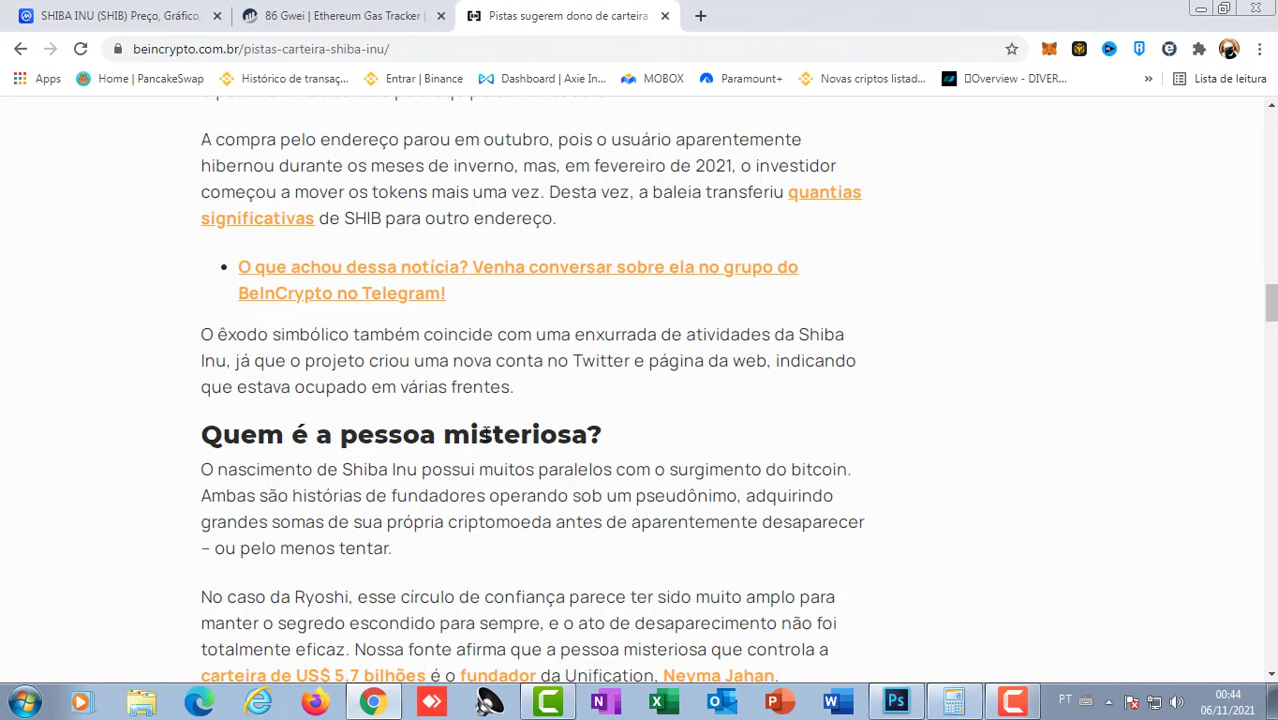 SHIBA INU (SHIB) Preço, Gráfico,
86 Gwei | Ethereum Gas Tracker |
Pistas sugerem dono de carteira
beincrypto.com.br/pistas-carteira-shiba-inu/
Apps
Home | PancakeSwap
Histórico de transaç...
Entrar | Binance
Dashboard | Axie In...
MOBOX
Paramount+
Novas criptos listad...
Overview - DIVER...
»
Lista de leitura
A compra pelo endereço parou em outubro, pois o usuário aparentemente
hibernou durante os meses de inverno, mas, em fevereiro de 2021, o investidor
começou a mover os tokens mais uma vez. Desta vez, a baleia transferiu quantias
significativas de SHIB para outro endereço.
• O que achou dessa notícia? Venha conversar sobre ela no grupo do
BeInCrypto no Telegram!
O êxodo simbólico também coincide com uma enxurrada de atividades da Shiba
Inu, já que o projeto criou uma nova conta no Twitter e página da web, indicando
que estava ocupado em várias frentes.
Quem é a pessoa misteriosa?
O nascimento de Shiba Inu possui muitos paralelos com o surgimento do bitcoin.
Ambas são histórias de fundadores operando sob um pseudônimo, adquirindo
grandes somas de sua própria criptomoeda antes de aparentemente desaparecer
– ou pelo menos tentar.
No caso da Ryoshi, esse círculo de confiança parece ter sido muito amplo para
manter o segredo escondido para sempre, e o ato de desaparecimento não foi
totalmente eficaz. Nossa fonte afirma que a pessoa misteriosa que controla a
carteira de US$ 5,7 bilhões é o fundador da Unification, Neyma Jahan.
PT
00:44
06/11/2021